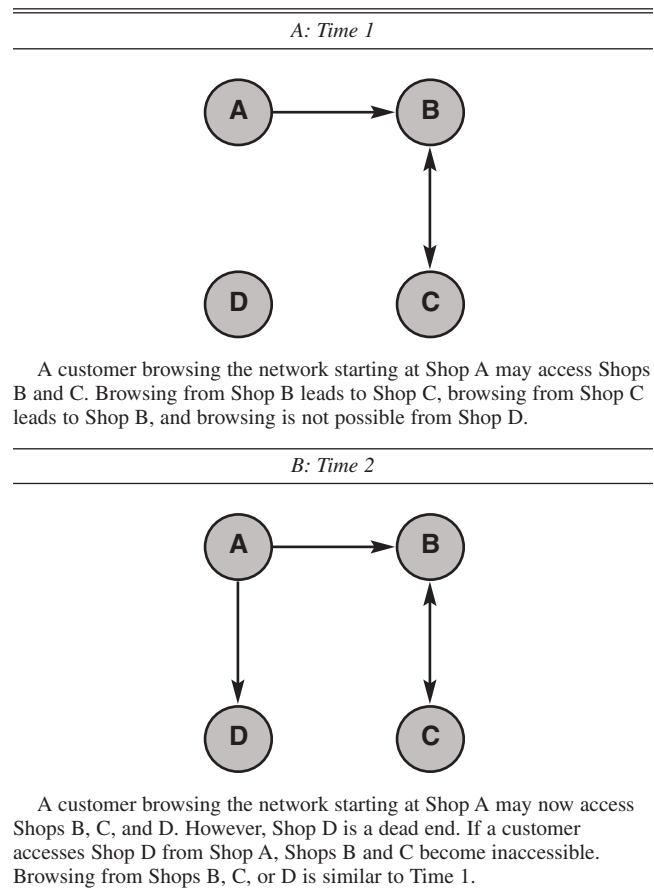 A: Time 1
A B
D C
A customer browsing the network starting at Shop A may access Shops
B and C. Browsing from Shop B leads to Shop C, browsing from Shop C
leads to Shop B, and browsing is not possible from Shop D.
B: Time 2
A B
D C
A customer browsing the network starting at Shop A may now access
Shops B, C, and D. However, Shop D is a dead end. If a customer
accesses Shop D from Shop A, Shops B and C become inaccessible.
Browsing from Shops B, C, or D is similar to Time 1.